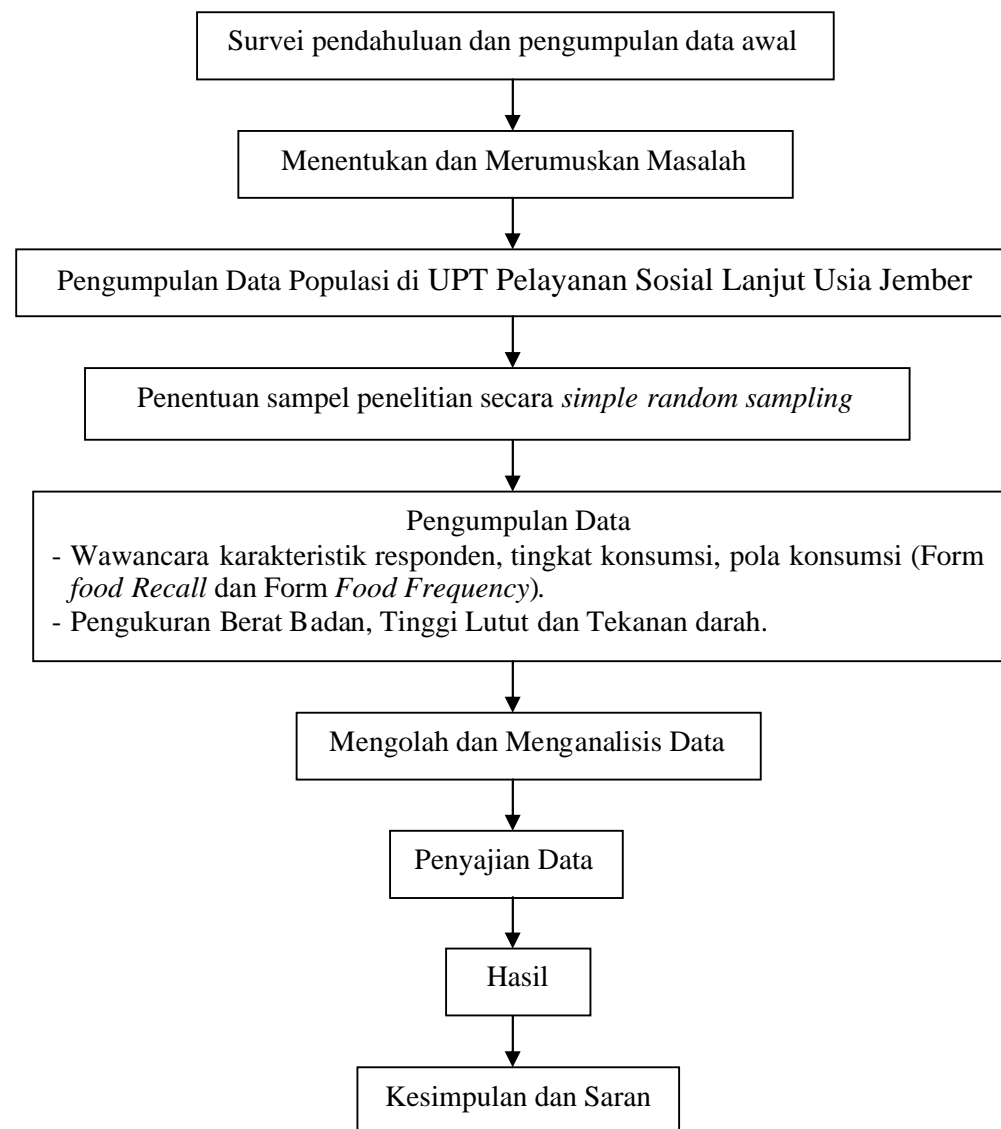 Survei pendahuluan dan pengumpulan data awal
Menentukan dan Merumuskan Masalah
Pengumpulan Data Populasi di UPT Pelayanan Sosial Lanjut Usia Jember
Penentuan sampel penelitian secara simple random sampling
Pengumpulan Data
- Wawancara karakteristik responden, tingkat konsumsi, pola konsumsi (Form
food Recall dan Form Food Frequency).
- Pengukuran Berat Badan, Tinggi Lutut dan Tekanan darah.
Mengolah dan Menganalisis Data
Penyajian Data
Hasil
Kesimpulan dan Saran